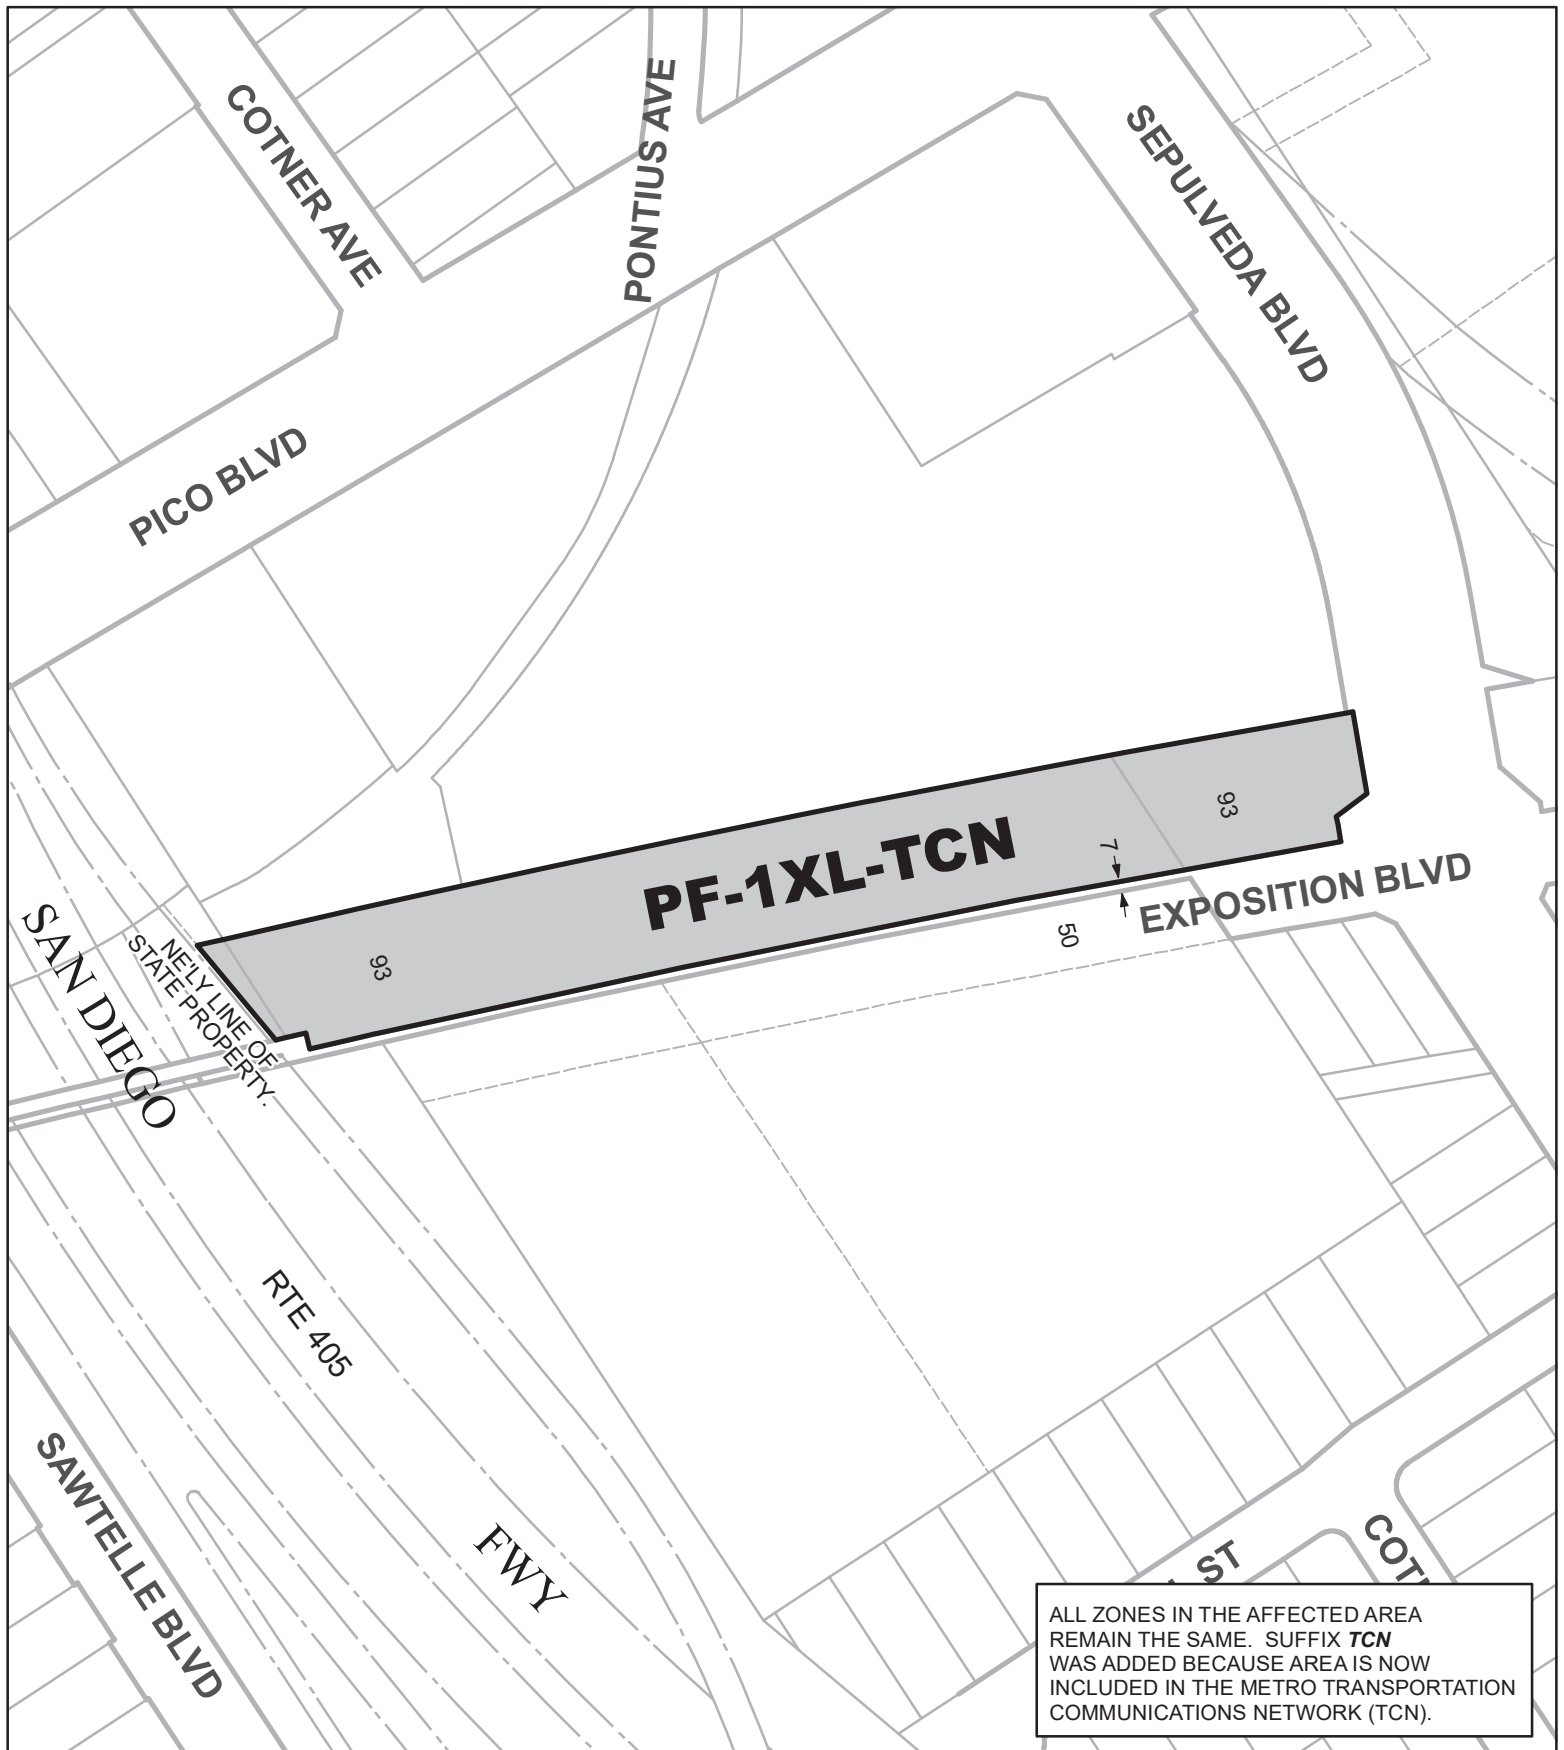 COTNER AVE
PONTIUS AVE
SEPULVEDA BLVD
PICO BLVD
93
PF-1XL-TCN
7
EXPOSITION BLVD
50
93
NE'LY LINE OF
STATE PROPERTY.
SAN DIEGO
RTE 405
FWY
SAWTELLE BLVD
ST
ALL ZONES IN THE AFFECTED AREA
REMAIN THE SAME. SUFFIX TCN
WAS ADDED BECAUSE AREA IS NOW
INCLUDED IN THE METRO TRANSPORTATION
COMMUNICATIONS NETWORK (TCN).